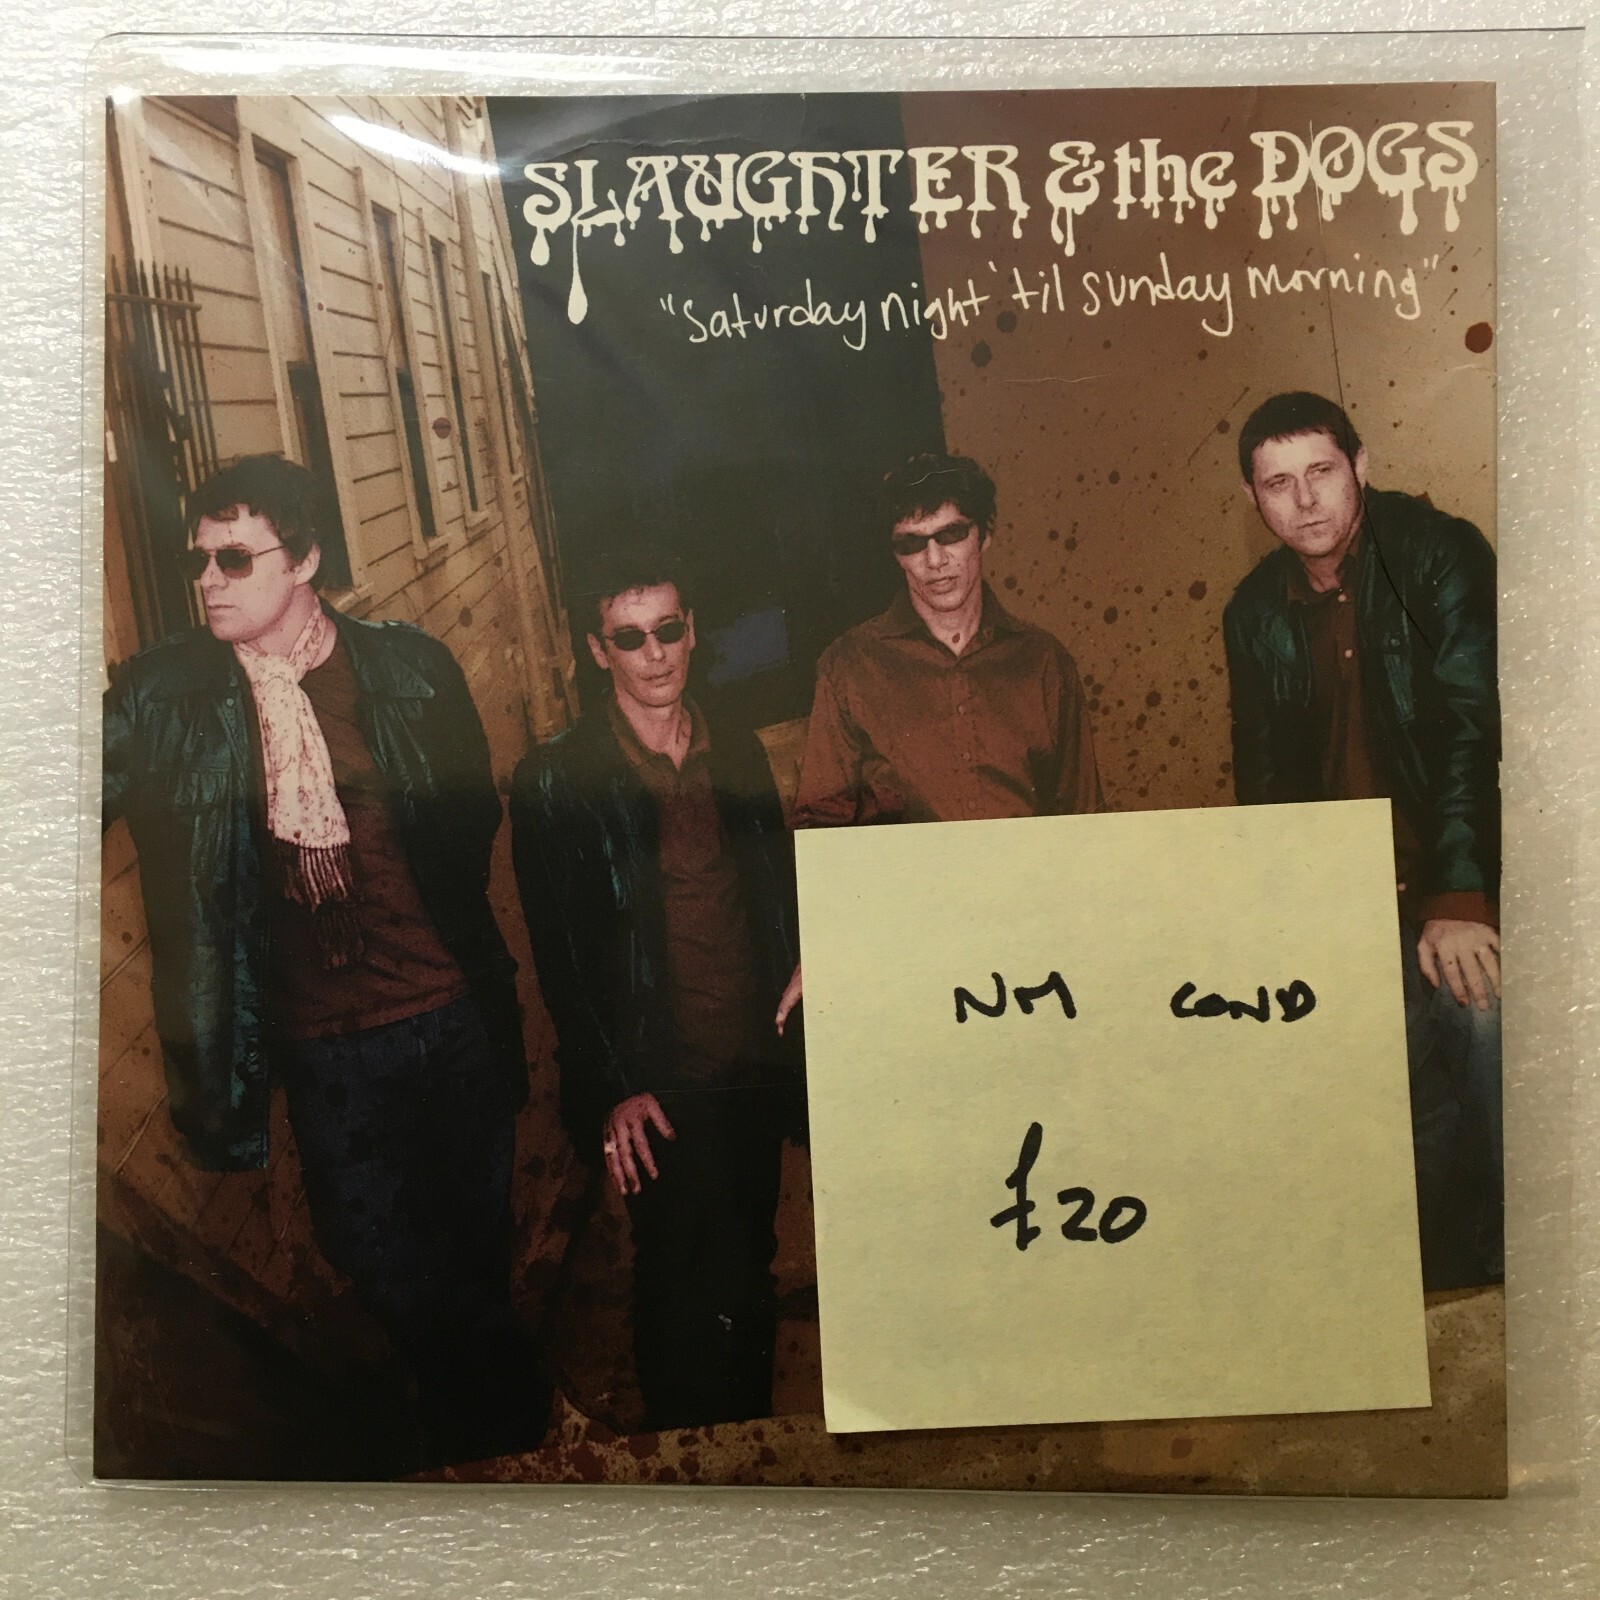 SLAUGHTER & the DOGS
"saturday night 'til sunday morning"
NM COND
£20